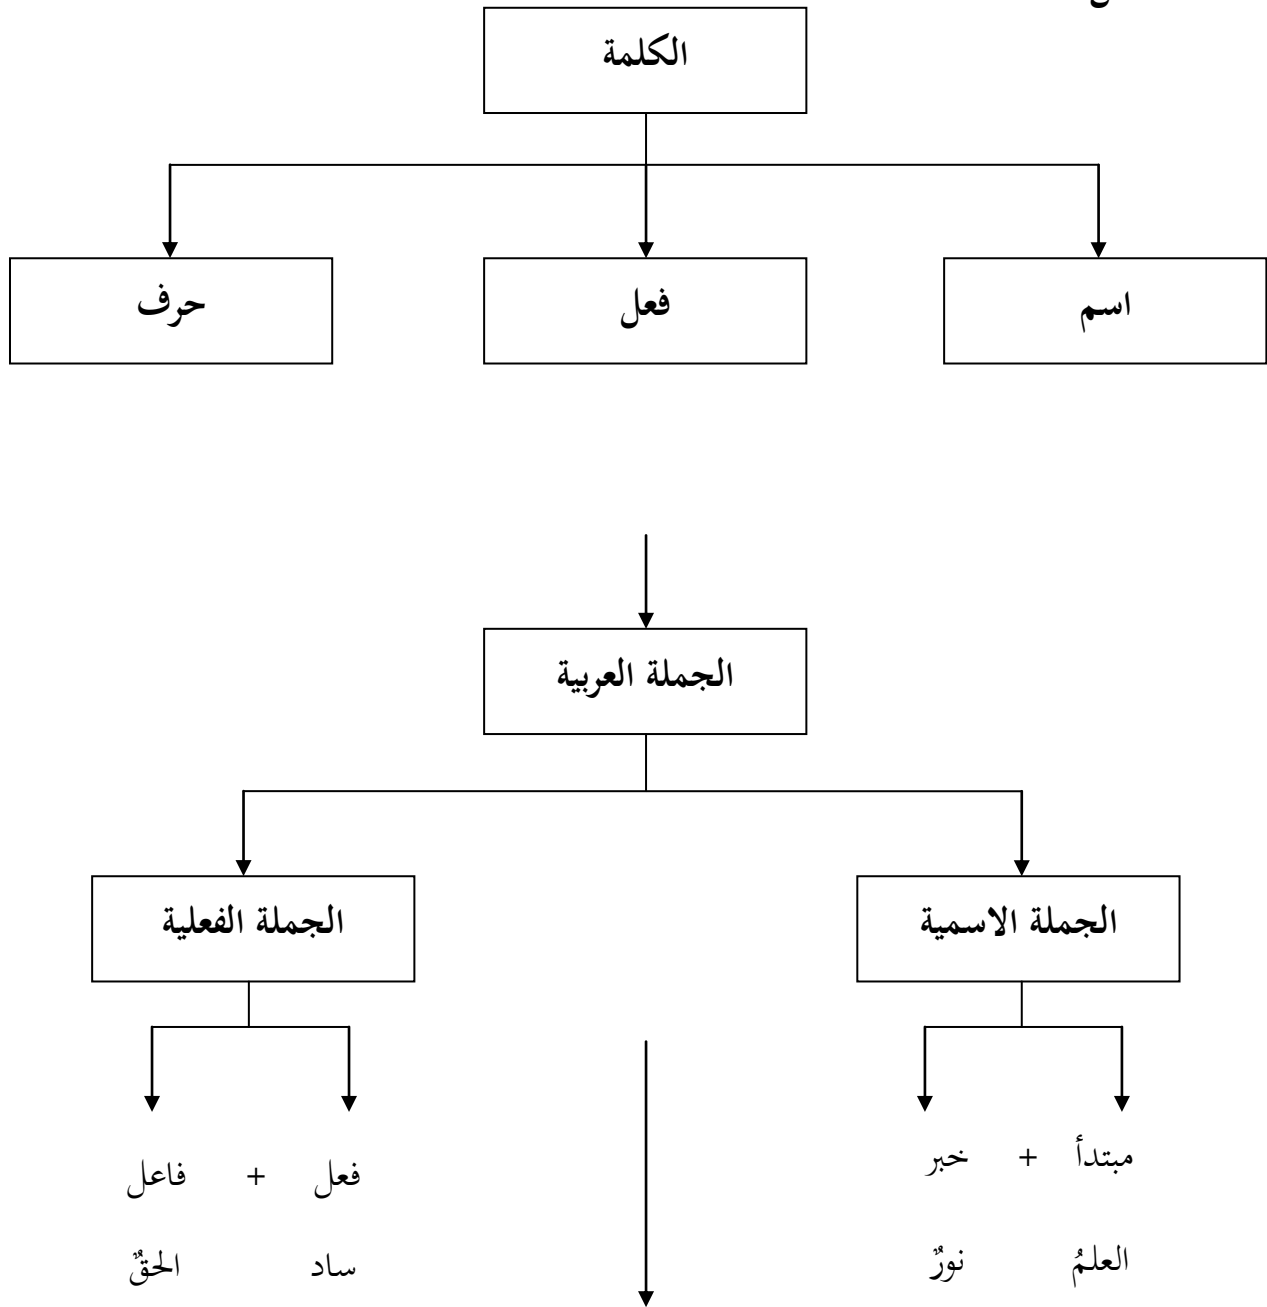 الكلمة
اسم فعل حرف
الجملة العربية
الجملة الاسمية الجملة الفعلية
مبتدأ + خبر فعل + فاعل
العلمُ نورٌ ساد الحقٌ